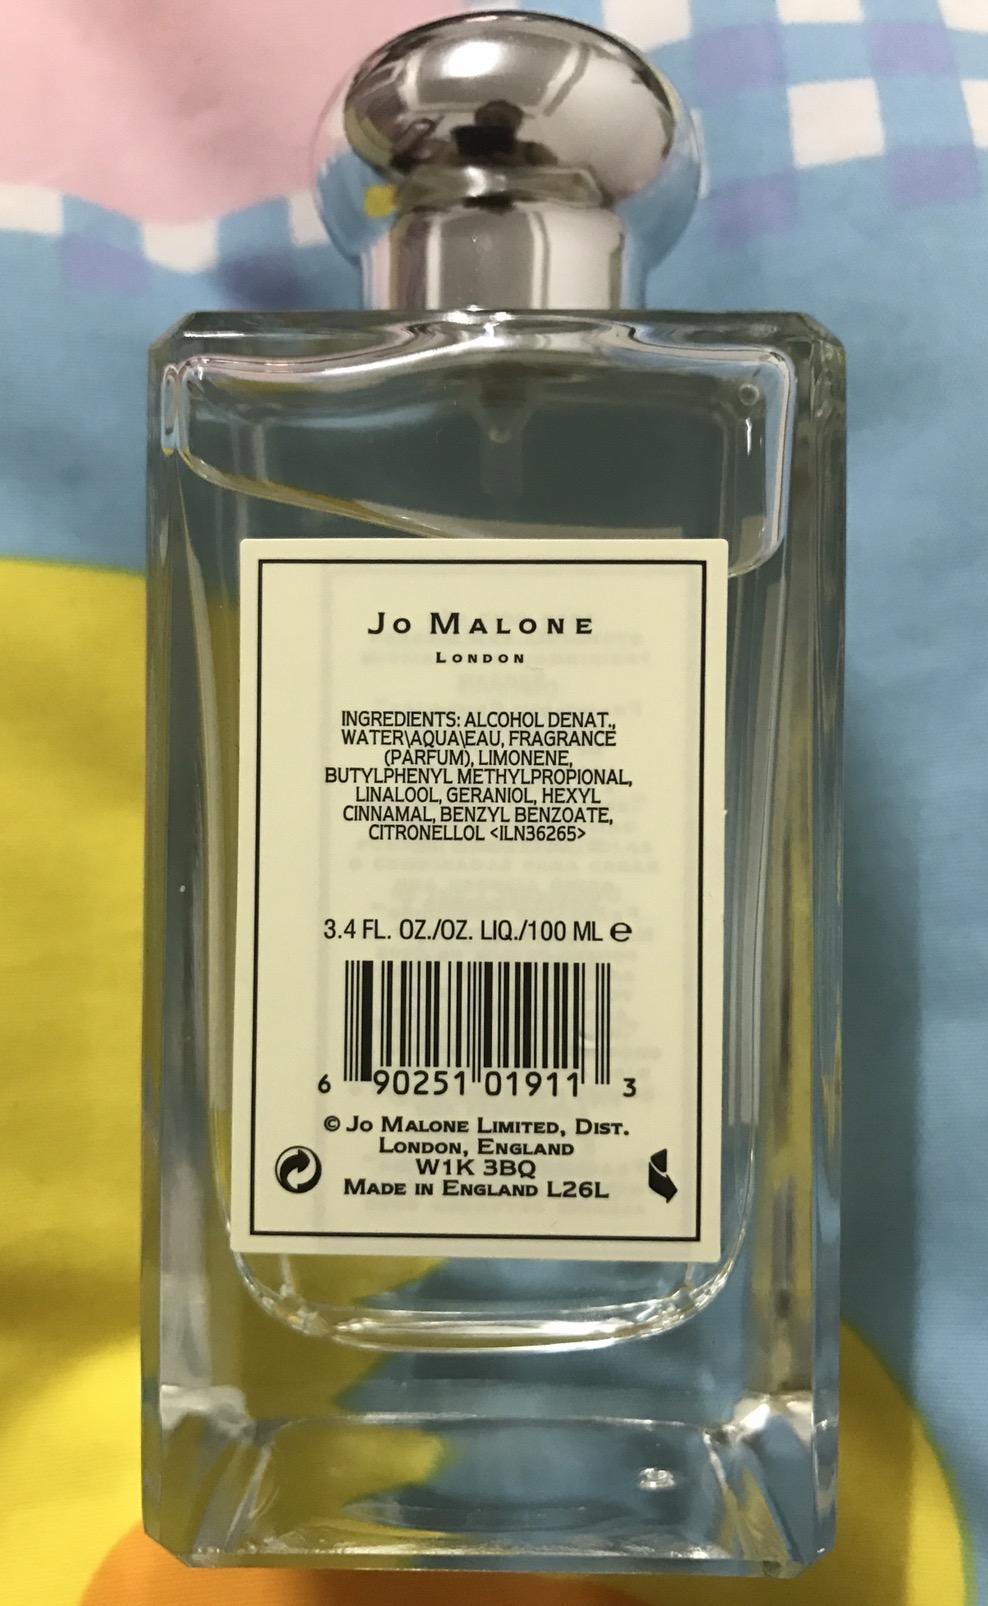 Jo Malone
London
INGREDIENTS: ALCOHOL DENAT.,
WATER\AQUA\EAU, FRAGRANCE
(PARFUM), LIMONENE,
BUTYLPHENYL METHYLPROPIONAL,
LINALOOL, GERANIOL, HEXYL
CINNAMAL, BENZYL BENZOATE,
CITRONELLOL <ILN36265>
3.4 FL. OZ./OZ. LIQ./100 ML ℮
6 90251 01911 3
© Jo Malone Limited, Dist.
London, England
W1K 3BQ
Made in England L26L